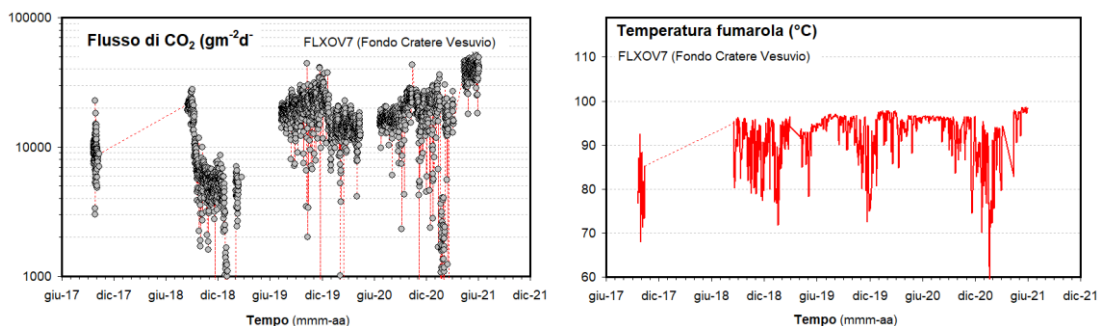 Flusso di CO₂ (gm⁻²d⁻
FLXOV7 (Fondo Cratere Vesuvio)
100000
10000
1000
giu-17 dic-17 giu-18 dic-18 giu-19 dic-19 giu-20 dic-20 giu-21 dic-21
Tempo (mmm-aa)
Temperatura fumarola (°C)
FLXOV7 (Fondo Cratere Vesuvio)
110
100
90
80
70
60
giu-17 dic-17 giu-18 dic-18 giu-19 dic-19 giu-20 dic-20 giu-21 dic-21
Tempo (mmm-aa)